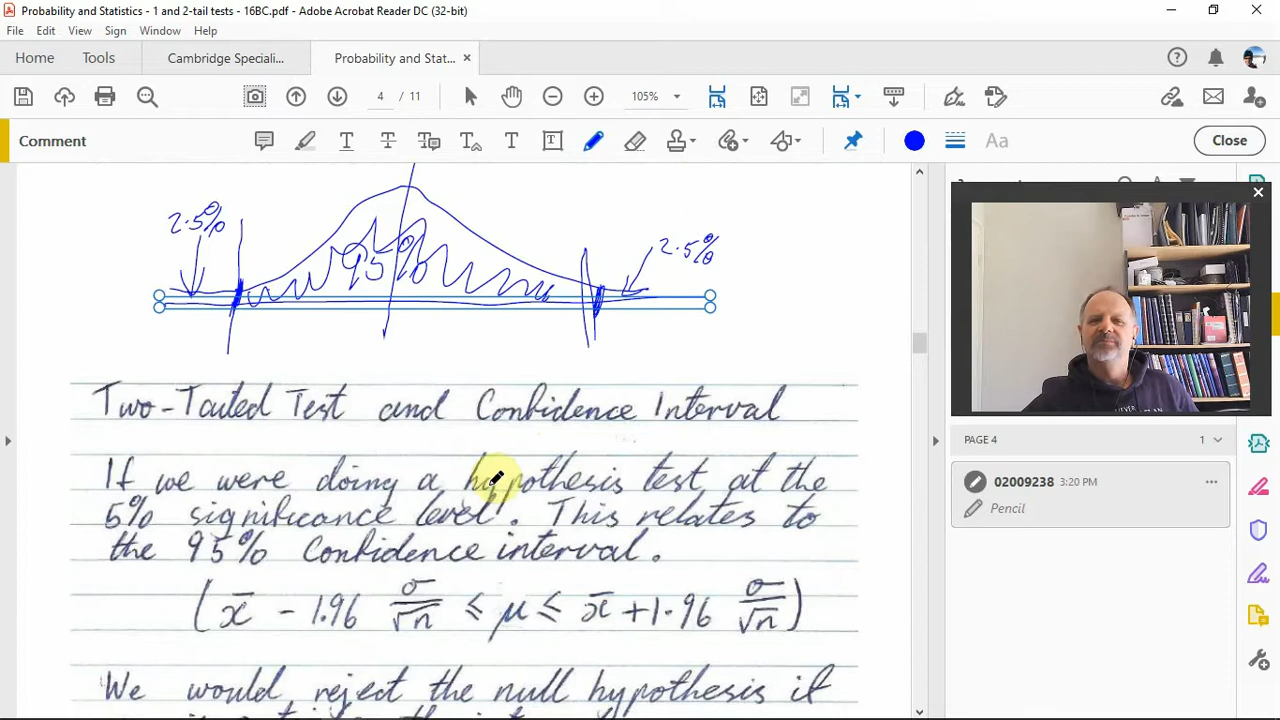 Probability and Statistics - 1 and 2-tail tests - 16BC.pdf - Adobe Acrobat Reader DC (32-bit)
File Edit View Sign Window Help
Home Tools Cambridge Speciali... Probability and Stat... ×
4 / 11 105%
Comment Aa Close
2.5% 95% 2.5%
Two-Tailed Test and Confidence Interval
If we were doing a hypothesis test at the
5% significance level. This relates to
the 95% Confidence interval.
(x̄ - 1.96 σ/√n ≤ μ ≤ x̄ + 1.96 σ/√n)
We would reject the null hypothesis if
PAGE 4 1
02009238 3:20 PM
Pencil